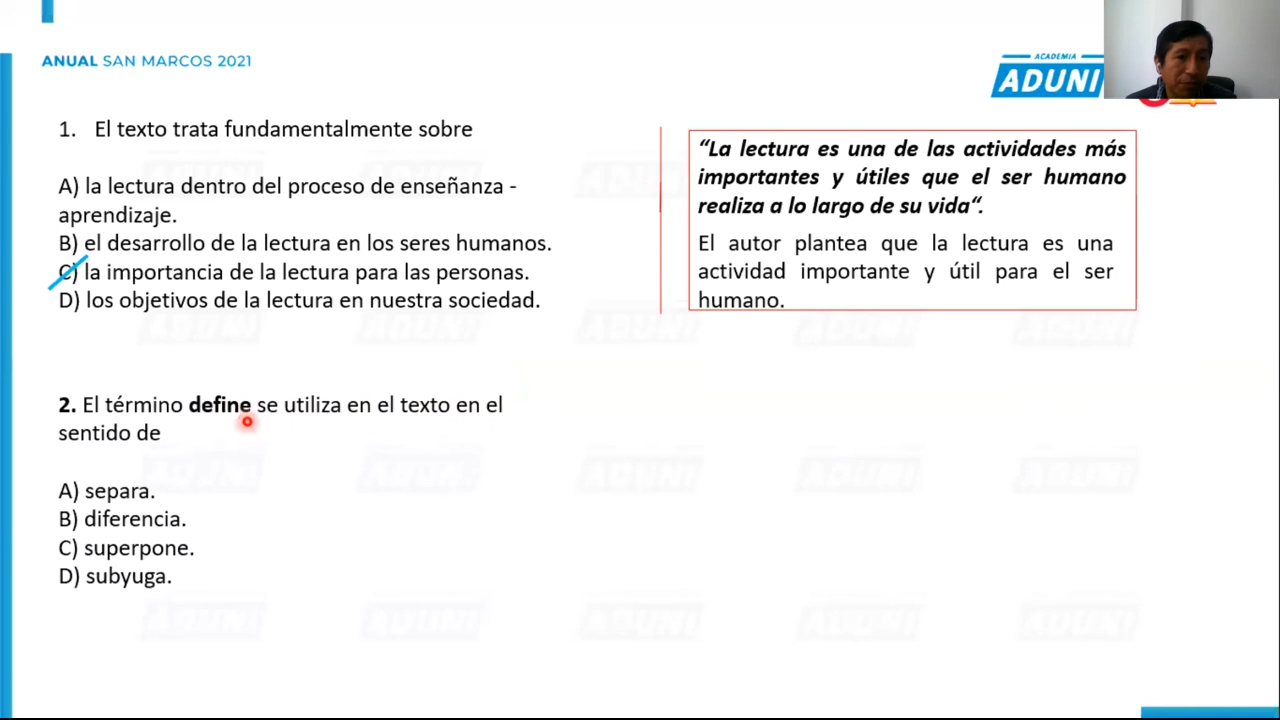 ANUAL SAN MARCOS 2021
ACADEMIA
ADUNI
1. El texto trata fundamentalmente sobre
A) la lectura dentro del proceso de enseñanza -
aprendizaje.
B) el desarrollo de la lectura en los seres humanos.
C) la importancia de la lectura para las personas.
D) los objetivos de la lectura en nuestra sociedad.
“La lectura es una de las actividades más
importantes y útiles que el ser humano
realiza a lo largo de su vida“.
El autor plantea que la lectura es una
actividad importante y útil para el ser
humano.
2. El término define se utiliza en el texto en el
sentido de
A) separa.
B) diferencia.
C) superpone.
D) subyuga.